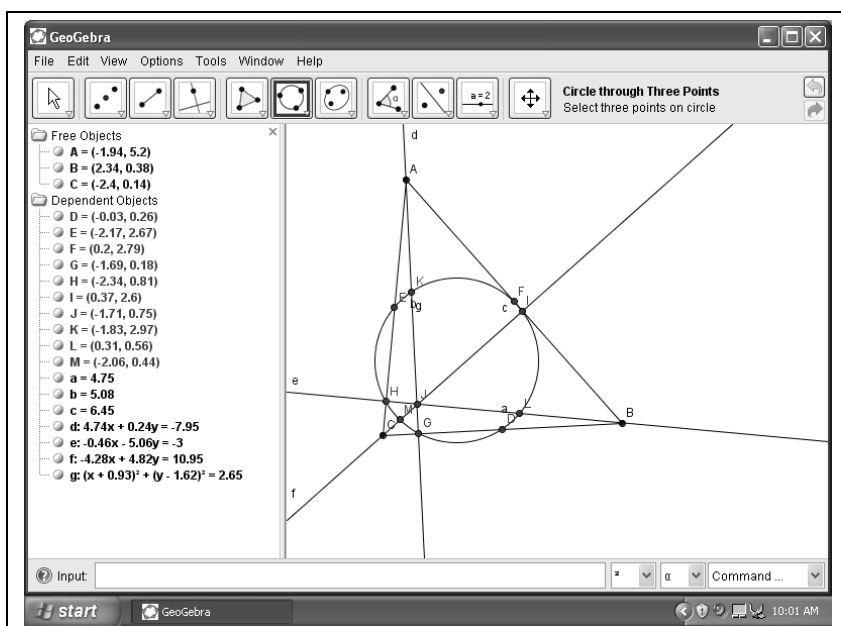 GeoGebra
File Edit View Options Tools Window Help
a = 2
Circle through Three Points
Select three points on circle
Free Objects
A = (-1.94, 5.2)
B = (2.34, 0.38)
C = (-2.4, 0.14)
Dependent Objects
D = (-0.03, 0.26)
E = (-2.17, 2.67)
F = (0.2, 2.79)
G = (-1.69, 0.18)
H = (-2.34, 0.81)
I = (0.37, 2.6)
J = (-1.71, 0.75)
K = (-1.83, 2.97)
L = (0.31, 0.56)
M = (-2.06, 0.44)
a = 4.75
b = 5.08
c = 6.45
d: 4.74x + 0.24y = -7.95
e: -0.46x - 5.06y = -3
f: -4.28x + 4.82y = 10.95
g: (x + 0.93)² + (y - 1.62)² = 2.65
d
A
K
E
b
g
F
c
I
e
H
J
a
L
M
B
C
G
D
f
Input:
²
α
Command ...
start
GeoGebra
10:01 AM